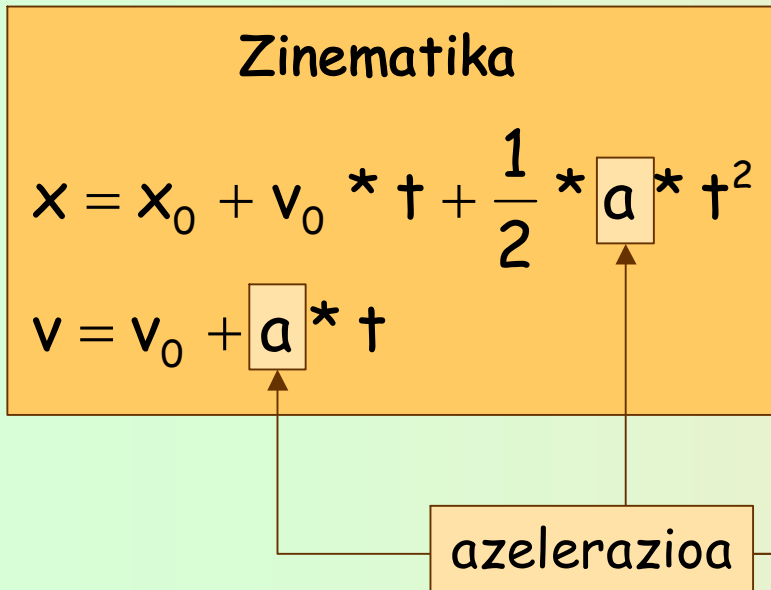 Zinematika
x = x₀ + v₀ * t + 1/2 * a * t²
v = v₀ + a * t
azelerazioa